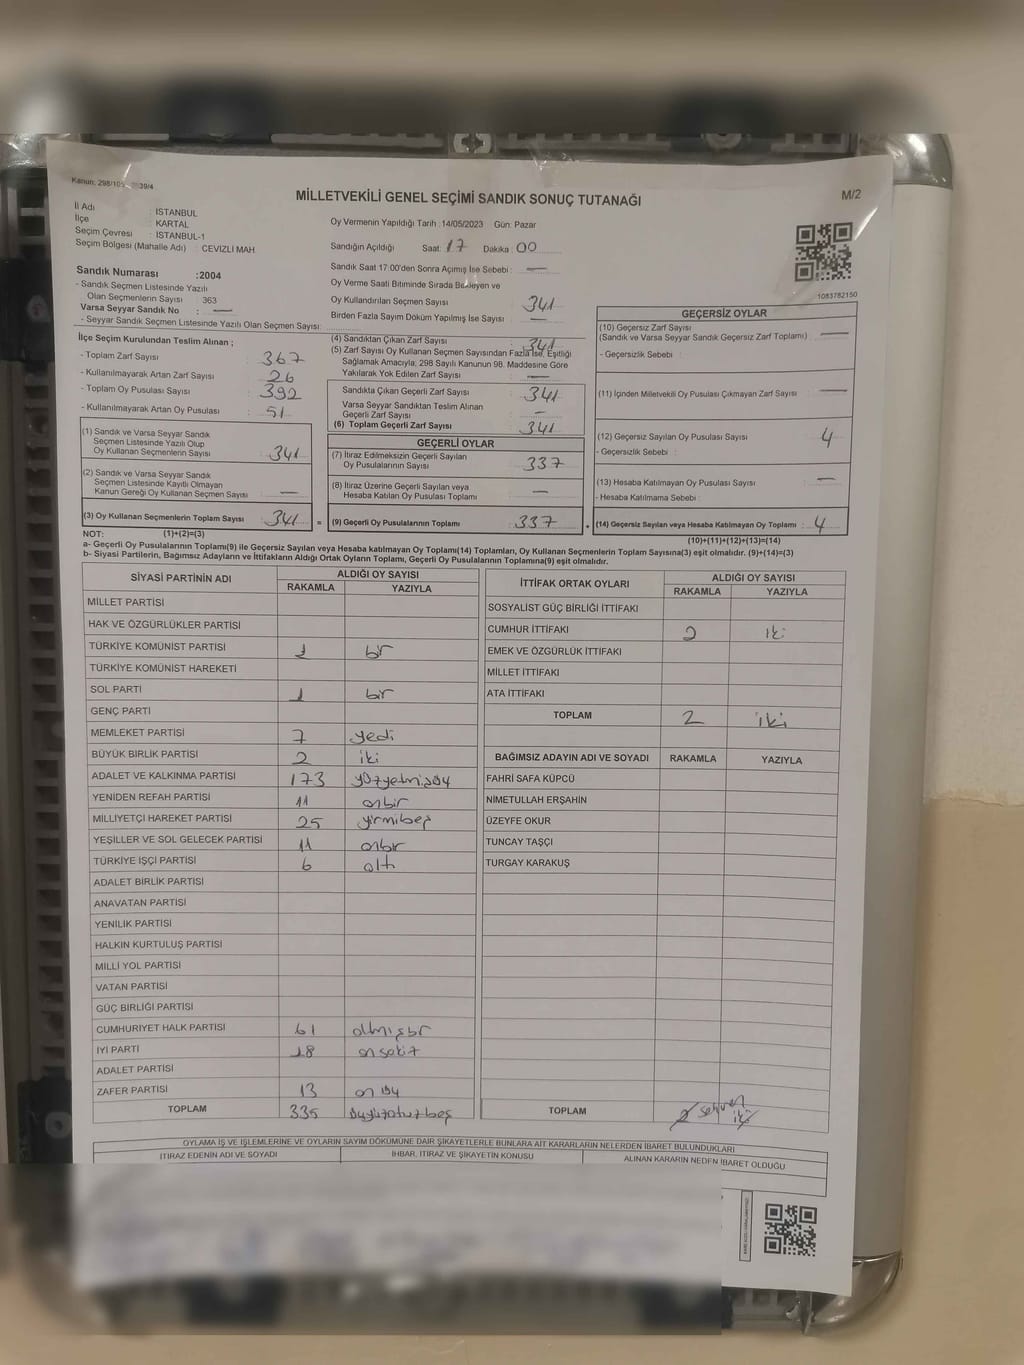 Kanun: 298/105
MİLLETVEKİLİ GENEL SEÇİMİ SANDIK SONUÇ TUTANAĞI
M/2
İl Adı : İSTANBUL
İlçe : KARTAL
Seçim Çevresi : İSTANBUL-1
Seçim Bölgesi (Mahalle Adı) : CEVİZLİ MAH.
Oy Vermenin Yapıldığı Tarih :14/05/2023 Gün: Pazar
Sandığın Açıldığı Saat: 17 Dakika: 00
Sandık Saat 17:00'den Sonra Açımış İse Sebebi : —
Oy Verme Saati Bitiminde Sırada Bekleyen ve
Oy Kullandırılan Seçmen Sayısı 341
Birden Fazla Sayım Döküm Yapılmış İse Sayısı —
1083782150
Sandık Numarası :2004
- Sandık Seçmen Listesinde Yazılı
Olan Seçmenlerin Sayısı : 363
Varsa Seyyar Sandık No : —
- Seyyar Sandık Seçmen Listesinde Yazılı Olan Seçmen Sayısı:
İlçe Seçim Kurulundan Teslim Alınan ;
- Toplam Zarf Sayısı : 367
- Kullanılmayarak Artan Zarf Sayısı : 26
- Toplam Oy Pusulası Sayısı : 392
- Kullanılmayarak Artan Oy Pusulası : 51
(1) Sandık ve Varsa Seyyar Sandık
Seçmen Listesinde Yazılı Olup
Oy Kullanan Seçmenlerin Sayısı : 341
(2) Sandık ve Varsa Seyyar Sandık
Seçmen Listesinde Kayıtlı Olmayan
Kanun Gereği Oy Kullanan Seçmen Sayısı : —
(3) Oy Kullanan Seçmenlerin Toplam Sayısı : 341
(4) Sandıktan Çıkan Zarf Sayısı : 341
(5) Zarf Sayısı Oy Kullanan Seçmen Sayısından Fazla İse, Eşitliği
Sağlamak Amacıyla; 298 Sayılı Kanunun 98. Maddesine Göre
Yakılarak Yok Edilen Zarf Sayısı : —
Sandıkta Çıkan Geçerli Zarf Sayısı : 341
Varsa Seyyar Sandıktan Teslim Alınan
Geçerli Zarf Sayısı : —
(6) Toplam Geçerli Zarf Sayısı : 341
GEÇERLİ OYLAR
(7) İtiraz Edilmeksizin Geçerli Sayılan
Oy Pusulalarının Sayısı : 337
(8) İtiraz Üzerine Geçerli Sayılan veya
Hesaba Katılan Oy Pusulası Toplamı : —
= (9) Geçerli Oy Pusulalarının Toplamı : 337
GEÇERSİZ OYLAR
(10) Geçersiz Zarf Sayısı
(Sandık ve Varsa Seyyar Sandık Geçersiz Zarf Toplamı) : —
- Geçersizlik Sebebi :
(11) İçinden Milletvekili Oy Pusulası Çıkmayan Zarf Sayısı : —
(12) Geçersiz Sayılan Oy Pusulası Sayısı : 4
- Geçersizlik Sebebi :
(13) Hesaba Katılmayan Oy Pusulası Sayısı : —
- Hesaba Katılmama Sebebi :
+ (14) Geçersiz Sayılan veya Hesaba Katılmayan Oy Toplamı : 4
NOT: (1)+(2)=(3)
(10)+(11)+(12)+(13)=(14)
a- Geçerli Oy Pusulalarının Toplamı(9) ile Geçersiz Sayılan veya Hesaba katılmayan Oy Toplamı(14) Toplamları, Oy Kullanan Seçmenlerin Toplam Sayısına(3) eşit olmalıdır. (9)+(14)=(3)
b- Siyasi Partilerin, Bağımsız Adayların ve İttifakların Aldığı Ortak Oyların Toplamı, Geçerli Oy Pusulalarının Toplamına(9) eşit olmalıdır.
SİYASİ PARTİNİN ADI ALDIĞI OY SAYISI
RAKAMLA YAZIYLA
MİLLET PARTİSİ
HAK VE ÖZGÜRLÜKLER PARTİSİ
TÜRKİYE KOMÜNİST PARTİSİ 1 bir
TÜRKİYE KOMÜNİST HAREKETİ
SOL PARTİ 1 bir
GENÇ PARTİ
MEMLEKET PARTİSİ 7 yedi
BÜYÜK BİRLİK PARTİSİ 2 iki
ADALET VE KALKINMA PARTİSİ 173
YENİDEN REFAH PARTİSİ 11 onbir
MİLLİYETÇİ HAREKET PARTİSİ 25 yirmibeş
YEŞİLLER VE SOL GELECEK PARTİSİ 11 onbir
TÜRKİYE İŞÇİ PARTİSİ 6 altı
ADALET BİRLİK PARTİSİ
ANAVATAN PARTİSİ
YENİLİK PARTİSİ
HALKIN KURTULUŞ PARTİSİ
MİLLİ YOL PARTİSİ
VATAN PARTİSİ
GÜÇ BİRLİĞİ PARTİSİ
CUMHURİYET HALK PARTİSİ 61 altmışbir
İYİ PARTİ 18 onsekiz
ADALET PARTİSİ
ZAFER PARTİSİ 13
TOPLAM 335
İTTİFAK ORTAK OYLARI ALDIĞI OY SAYISI
RAKAMLA YAZIYLA
SOSYALİST GÜÇ BİRLİĞİ İTTİFAKI
CUMHUR İTTİFAKI 2 iki
EMEK VE ÖZGÜRLÜK İTTİFAKI
MİLLET İTTİFAKI
ATA İTTİFAKI
TOPLAM 2 iki
BAĞIMSIZ ADAYIN ADI VE SOYADI RAKAMLA YAZIYLA
FAHRİ SAFA KÜPCÜ
NİMETULLAH ERŞAHİN
ÜZEYFE OKUR
TUNCAY TAŞÇI
TURGAY KARAKUŞ
TOPLAM 2 sehven iki
OYLAMA İŞ VE İŞLEMLERİNE VE OYLARIN SAYIM DÖKÜMÜNE DAİR ŞİKAYETLERLE BUNLARA AİT KARARLARIN NELERDEN İBARET BULUNDUKLARI
İTİRAZ EDENİN ADI VE SOYADI İHBAR, İTİRAZ VE ŞİKAYETİN KONUSU ALINAN KARARIN NEDEN İBARET OLDUĞU